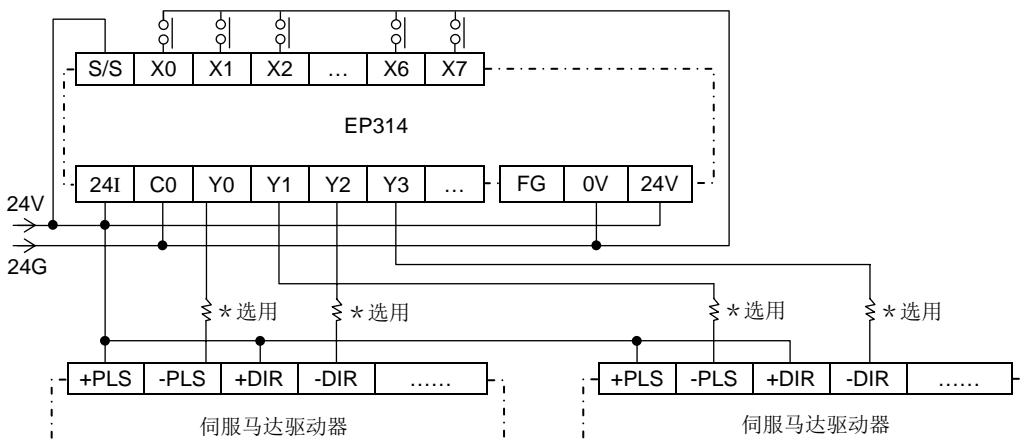 S/S X0 X1 X2 … X6 X7
EP314
24I C0 Y0 Y1 Y2 Y3 … FG 0V 24V
24V
24G
＊选用 ＊选用 ＊选用 ＊选用
+PLS -PLS +DIR -DIR …… +PLS -PLS +DIR -DIR ……
伺服马达驱动器 伺服马达驱动器